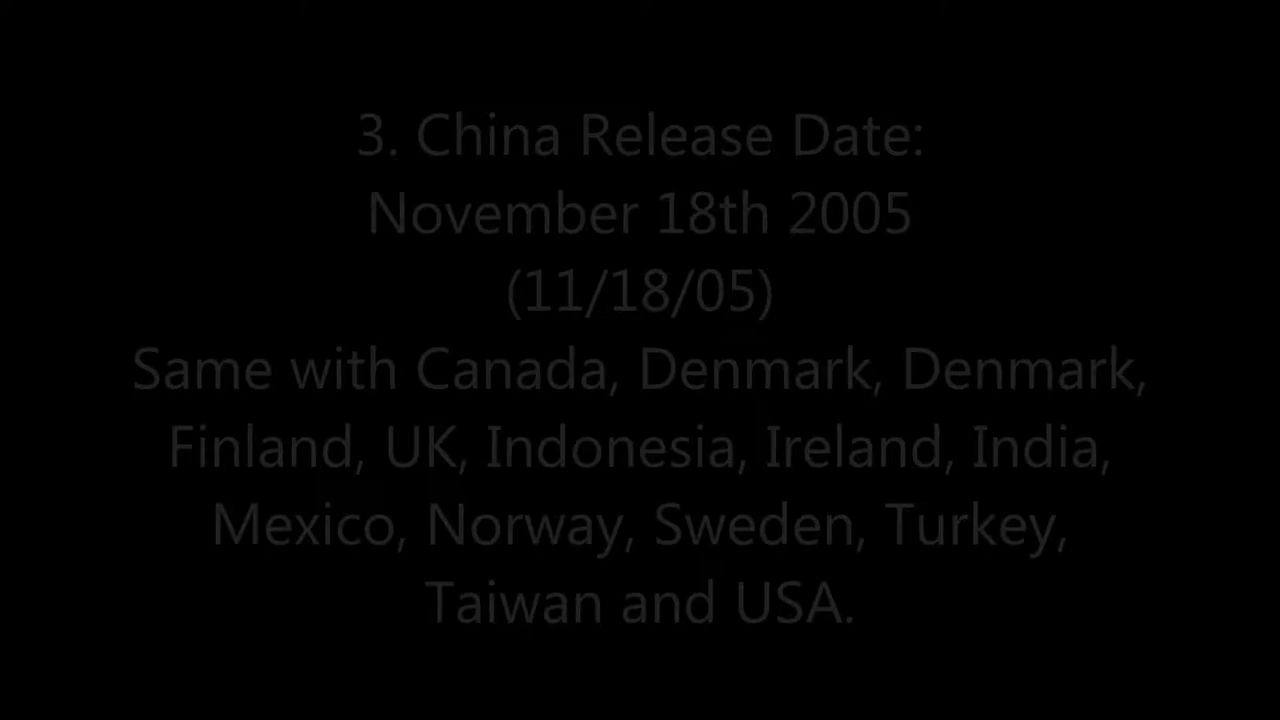 3. China Release Date:
November 18th 2005
(11/18/05)
Same with Canada, Denmark, Denmark,
Finland, UK, Indonesia, Ireland, India,
Mexico, Norway, Sweden, Turkey,
Taiwan and USA.